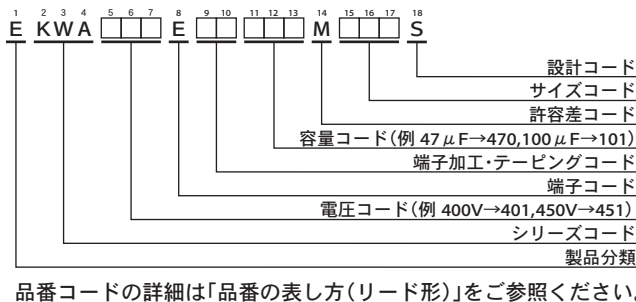 1 2 3 4 5 6 7 8 9 10 11 12 13 14 15 16 17 18
E KWA E M S
設計コード
サイズコード
許容差コード
容量コード(例 47μF→470,100μF→101)
端子加工・テーピングコード
端子コード
電圧コード(例 400V→401,450V→451)
シリーズコード
製品分類
品番コードの詳細は「品番の表し方(リード形)」をご参照ください。